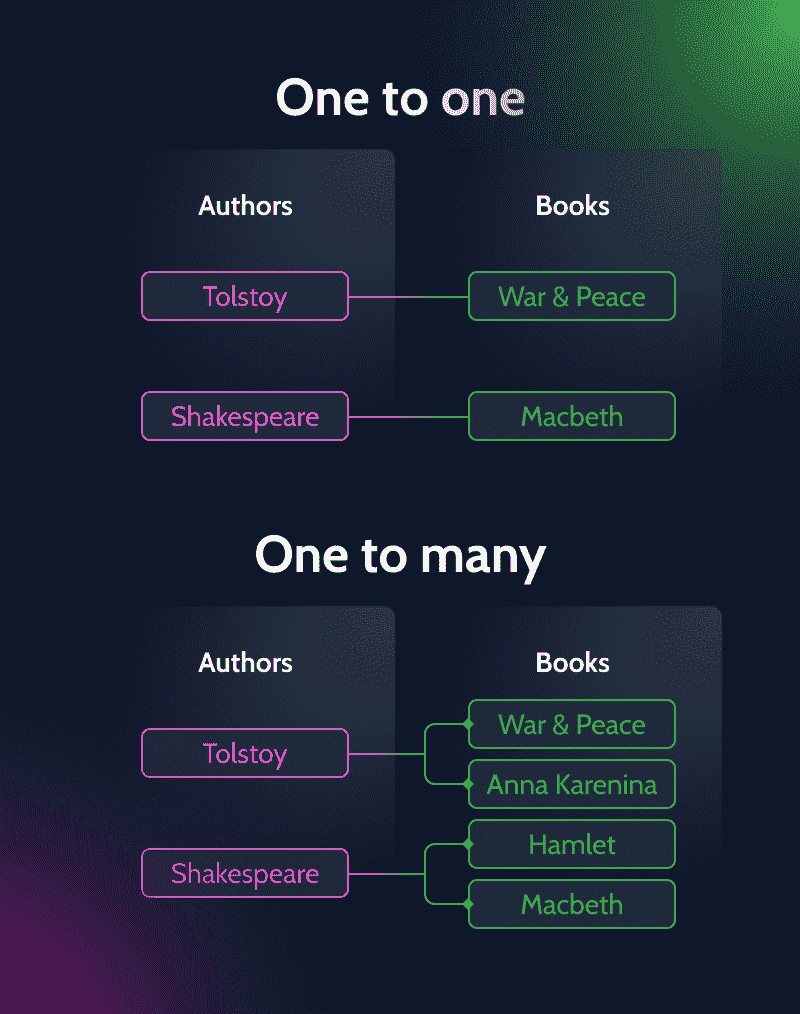 One to one
Authors
Books
Tolstoy
War & Peace
Shakespeare
Macbeth
One to many
Authors
Books
Tolstoy
War & Peace
Anna Karenina
Shakespeare
Hamlet
Macbeth